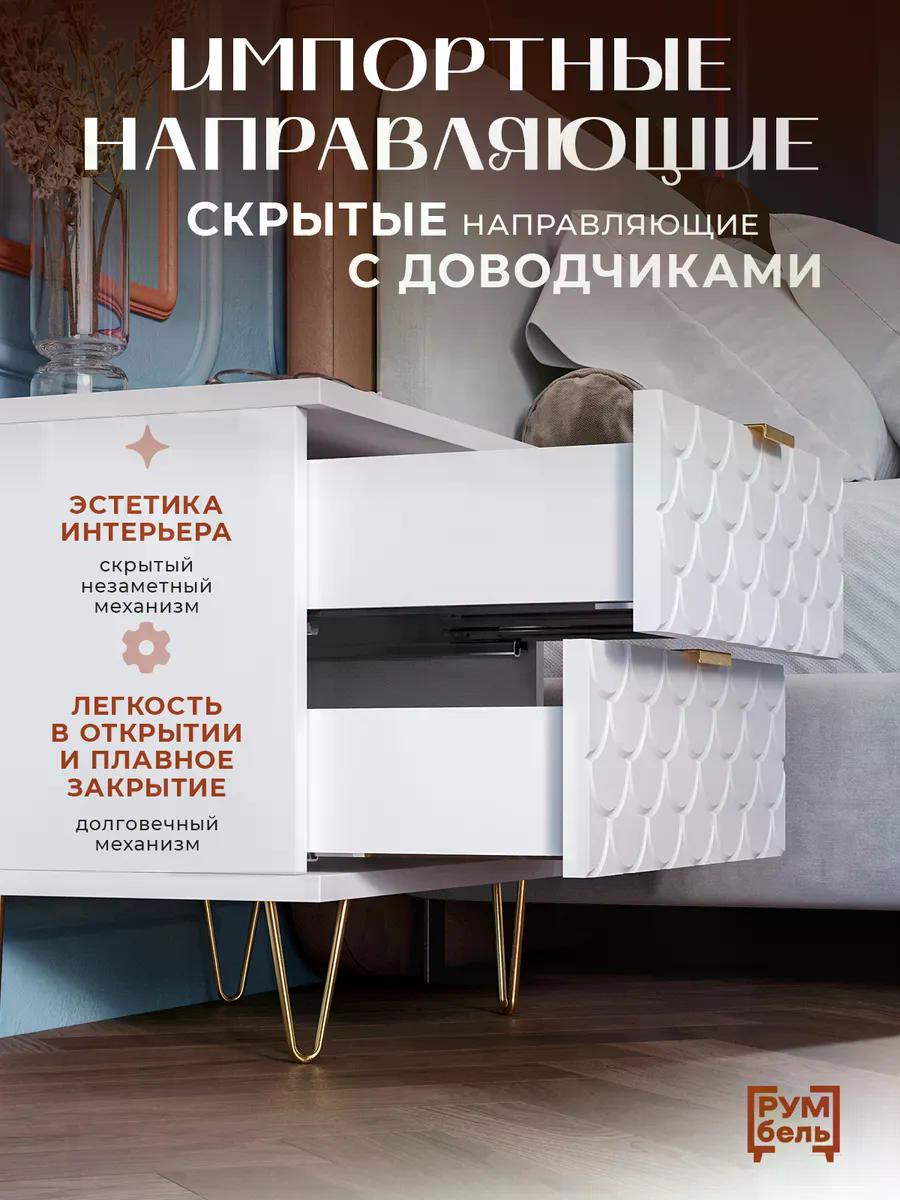 ИМПОРТНЫЕ
НАПРАВЛЯЮЩИЕ
СКРЫТЫЕ НАПРАВЛЯЮЩИЕ
С ДОВОДЧИКАМИ
ЭСТЕТИКА
ИНТЕРЬЕРА
скрытый
незаметный
механизм
ЛЕГКОСТЬ
В ОТКРЫТИИ
И ПЛАВНОЕ
ЗАКРЫТИЕ
долговечный
механизм
РУМ
бель